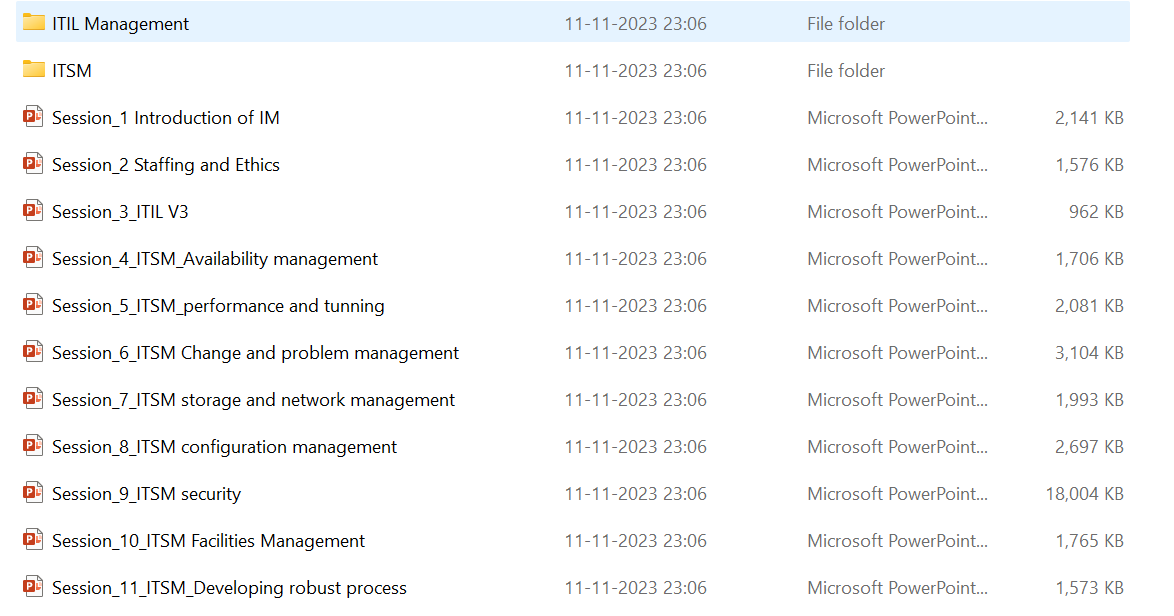 ITIL Management 11-11-2023 23:06 File folder
ITSM 11-11-2023 23:06 File folder
Session_1 Introduction of IM 11-11-2023 23:06 Microsoft PowerPoint... 2,141 KB
Session_2 Staffing and Ethics 11-11-2023 23:06 Microsoft PowerPoint... 1,576 KB
Session_3_ITIL V3 11-11-2023 23:06 Microsoft PowerPoint... 962 KB
Session_4_ITSM_Availability management 11-11-2023 23:06 Microsoft PowerPoint... 1,706 KB
Session_5_ITSM_performance and tunning 11-11-2023 23:06 Microsoft PowerPoint... 2,081 KB
Session_6_ITSM Change and problem management 11-11-2023 23:06 Microsoft PowerPoint... 3,104 KB
Session_7_ITSM storage and network management 11-11-2023 23:06 Microsoft PowerPoint... 1,993 KB
Session_8_ITSM configuration management 11-11-2023 23:06 Microsoft PowerPoint... 2,697 KB
Session_9_ITSM security 11-11-2023 23:06 Microsoft PowerPoint... 18,004 KB
Session_10_ITSM Facilities Management 11-11-2023 23:06 Microsoft PowerPoint... 1,765 KB
Session_11_ITSM_Developing robust process 11-11-2023 23:06 Microsoft PowerPoint... 1,573 KB